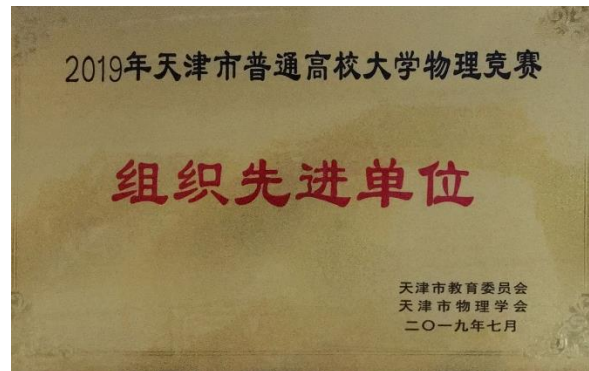 2019年天津市普通高校大学物理竞赛
组织先进单位
天津市教育委员会
天津市物理学会
二〇一九年七月